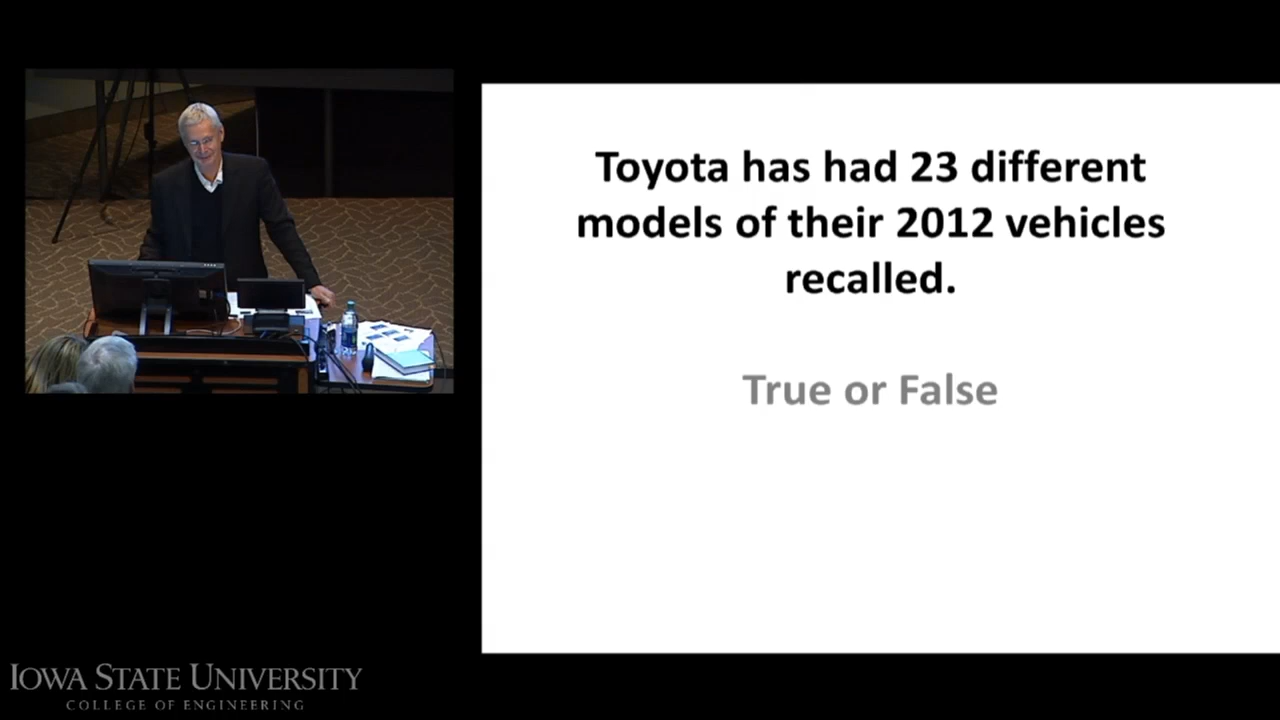 Toyota has had 23 different
models of their 2012 vehicles
recalled.
True or False
IOWA STATE UNIVERSITY
COLLEGE OF ENGINEERING